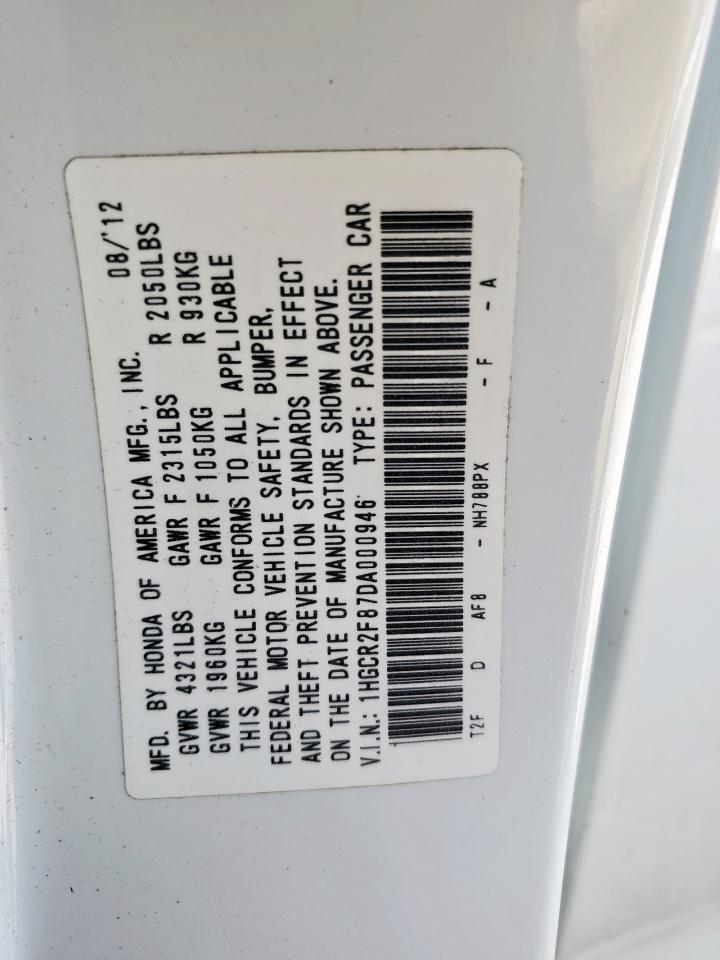 MFD. BY HONDA OF AMERICA MFG., INC. 08/'12
GVWR 4321LBS GAWR F 2315LBS R 2050LBS
GVWR 1960KG GAWR F 1050KG R 930KG
THIS VEHICLE CONFORMS TO ALL APPLICABLE
FEDERAL MOTOR VEHICLE SAFETY, BUMPER,
AND THEFT PREVENTION STANDARDS IN EFFECT
ON THE DATE OF MANUFACTURE SHOWN ABOVE.
V.I.N.: 1HGCR2F87DA000946 TYPE: PASSENGER CAR
T2F D AF8 - NH788PX - F - A